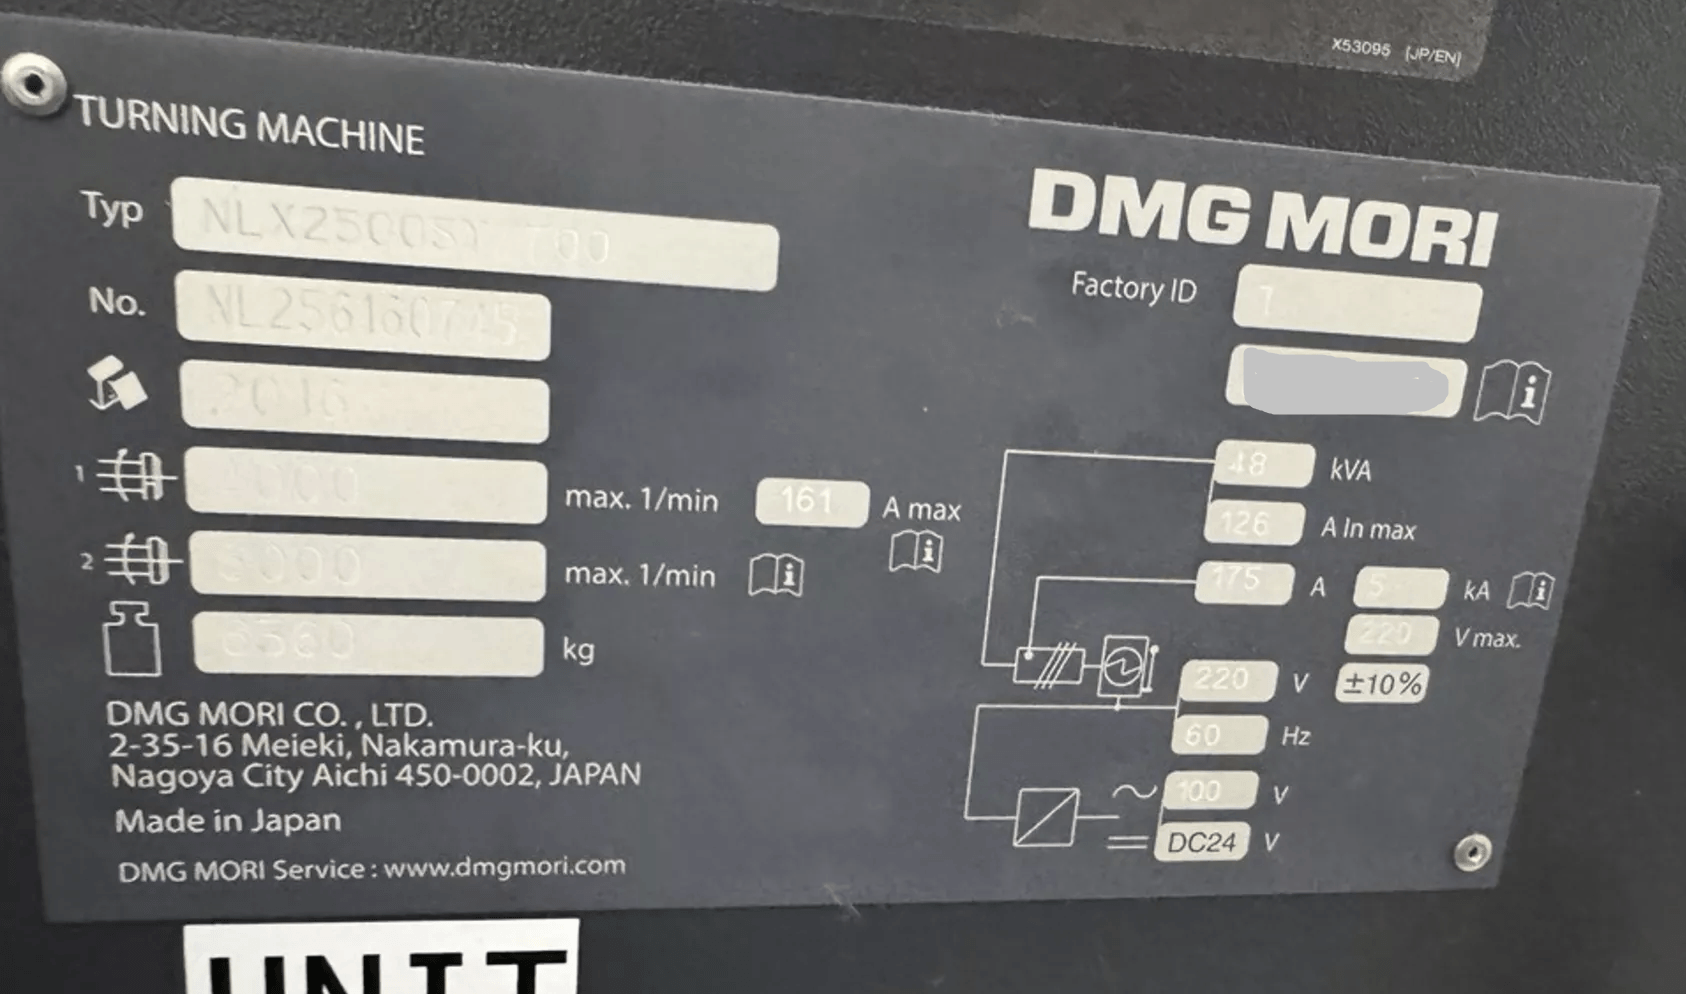 X53095 [JP/EN]
TURNING MACHINE
DMG MORI
Typ NLX2500SY 700
Factory ID 7
No. NL256160745
2016
1 4000 max. 1/min 161 A max
2 6000 max. 1/min
kg
48 kVA
126 A In max
175 A 5 kA
220 V max.
220 V ±10%
60 Hz
100 V
DC24 V
DMG MORI CO. , LTD.
2-35-16 Meieki, Nakamura-ku,
Nagoya City Aichi 450-0002, JAPAN
Made in Japan
DMG MORI Service : www.dmgmori.com
UNIT